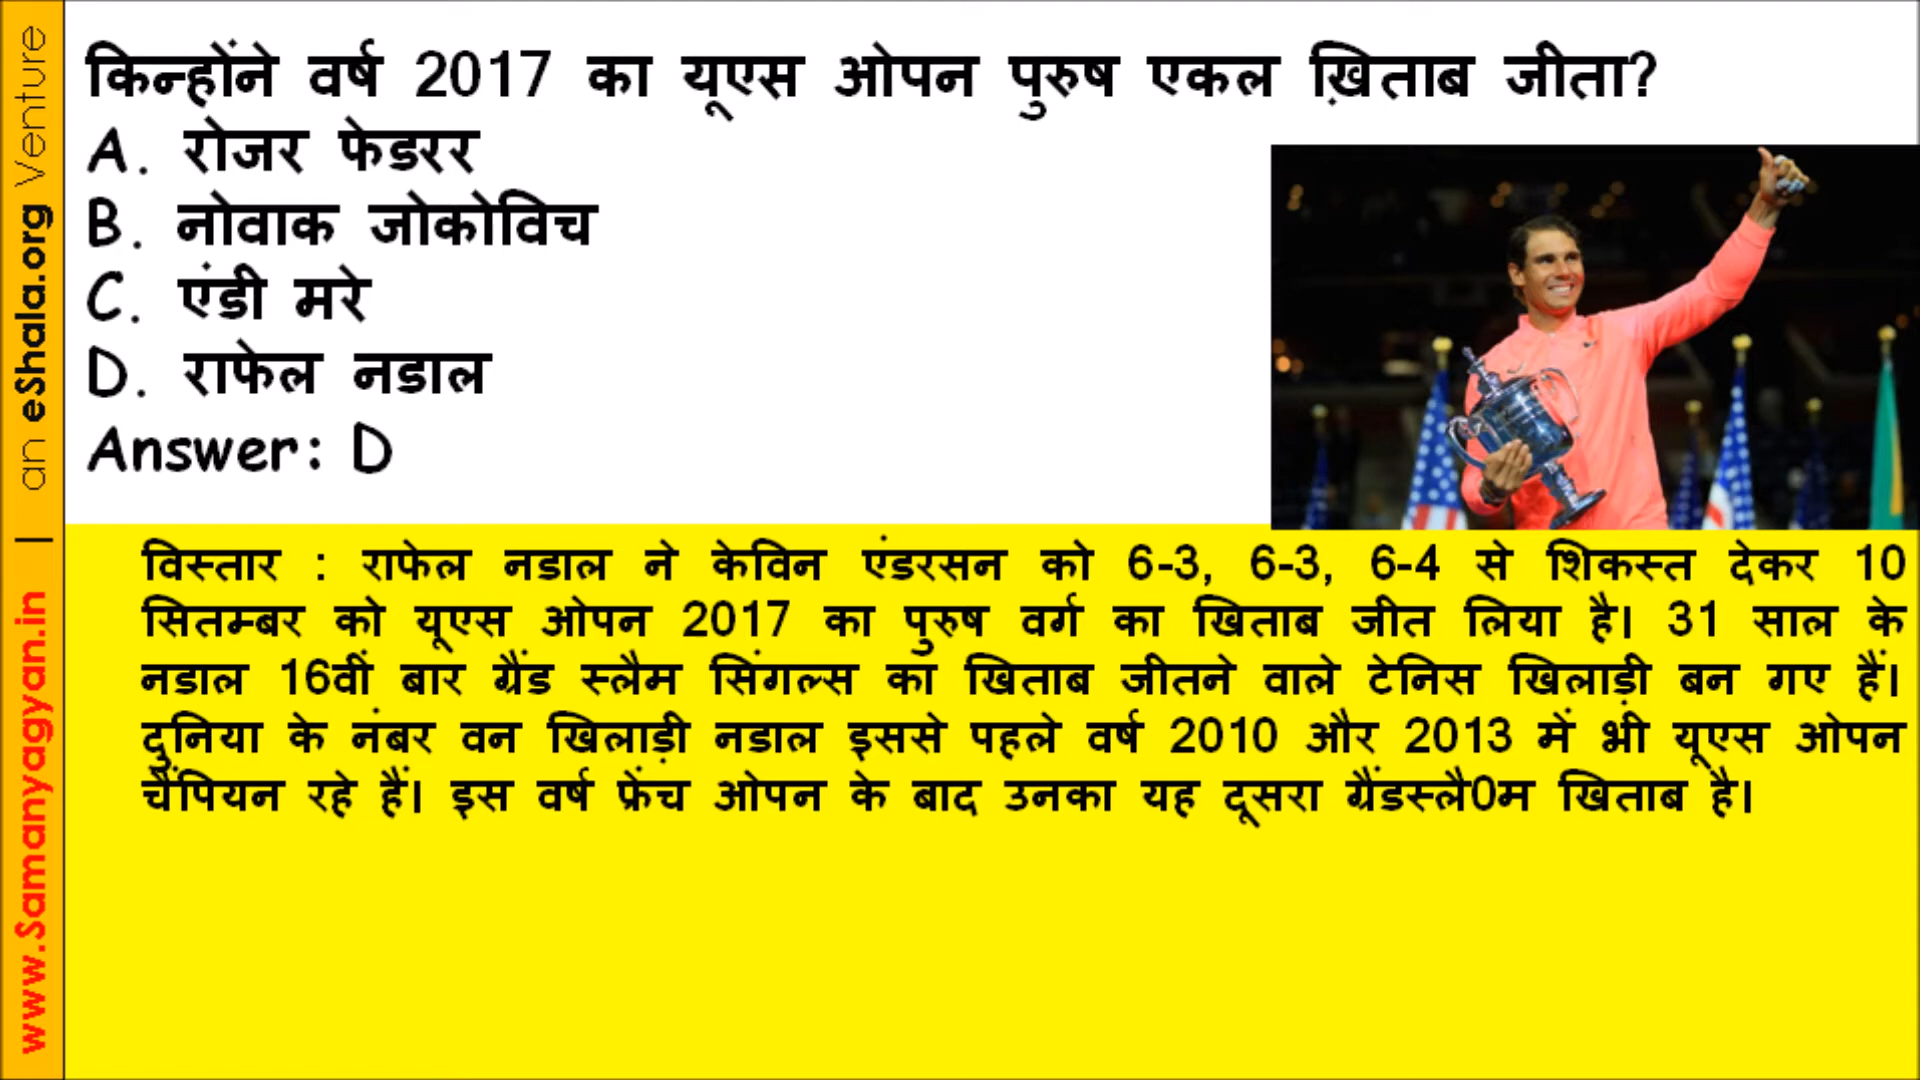 किन्होंने वर्ष 2017 का यूएस ओपन पुरुष एकल ख़िताब जीता?
A. रोजर फेडरर
B. नोवाक जोकोविच
C. एंडी मरे
D. राफेल नडाल
Answer: D
विस्तार : राफेल नडाल ने केविन एंडरसन को 6-3, 6-3, 6-4 से शिकस्त देकर 10
सितम्बर को यूएस ओपन 2017 का पुरुष वर्ग का खिताब जीत लिया है। 31 साल के
नडाल 16वीं बार ग्रैंड स्लैम सिंगल्स का खिताब जीतने वाले टेनिस खिलाड़ी बन गए हैं।
दुनिया के नंबर वन खिलाड़ी नडाल इससे पहले वर्ष 2010 और 2013 में भी यूएस ओपन
चैंपियन रहे हैं। इस वर्ष फ्रेंच ओपन के बाद उनका यह दूसरा ग्रैंडस्लै0म खिताब है।
www.Samanyagyan.in | an eShala.org Venture